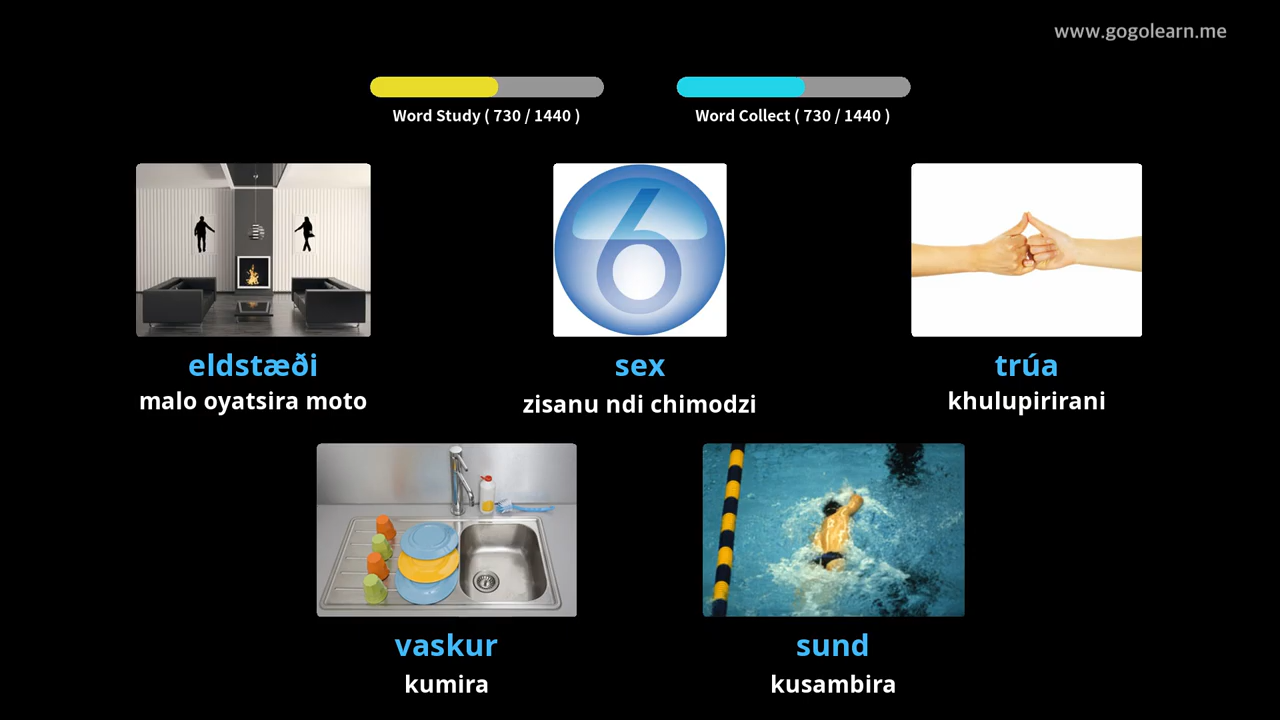 www.gogolearn.me
Word Study ( 730 / 1440 )
Word Collect ( 730 / 1440 )
6
eldstæði
malo oyatsira moto
sex
zisanu ndi chimodzi
trúa
khulupirirani
vaskur
kumira
sund
kusambira